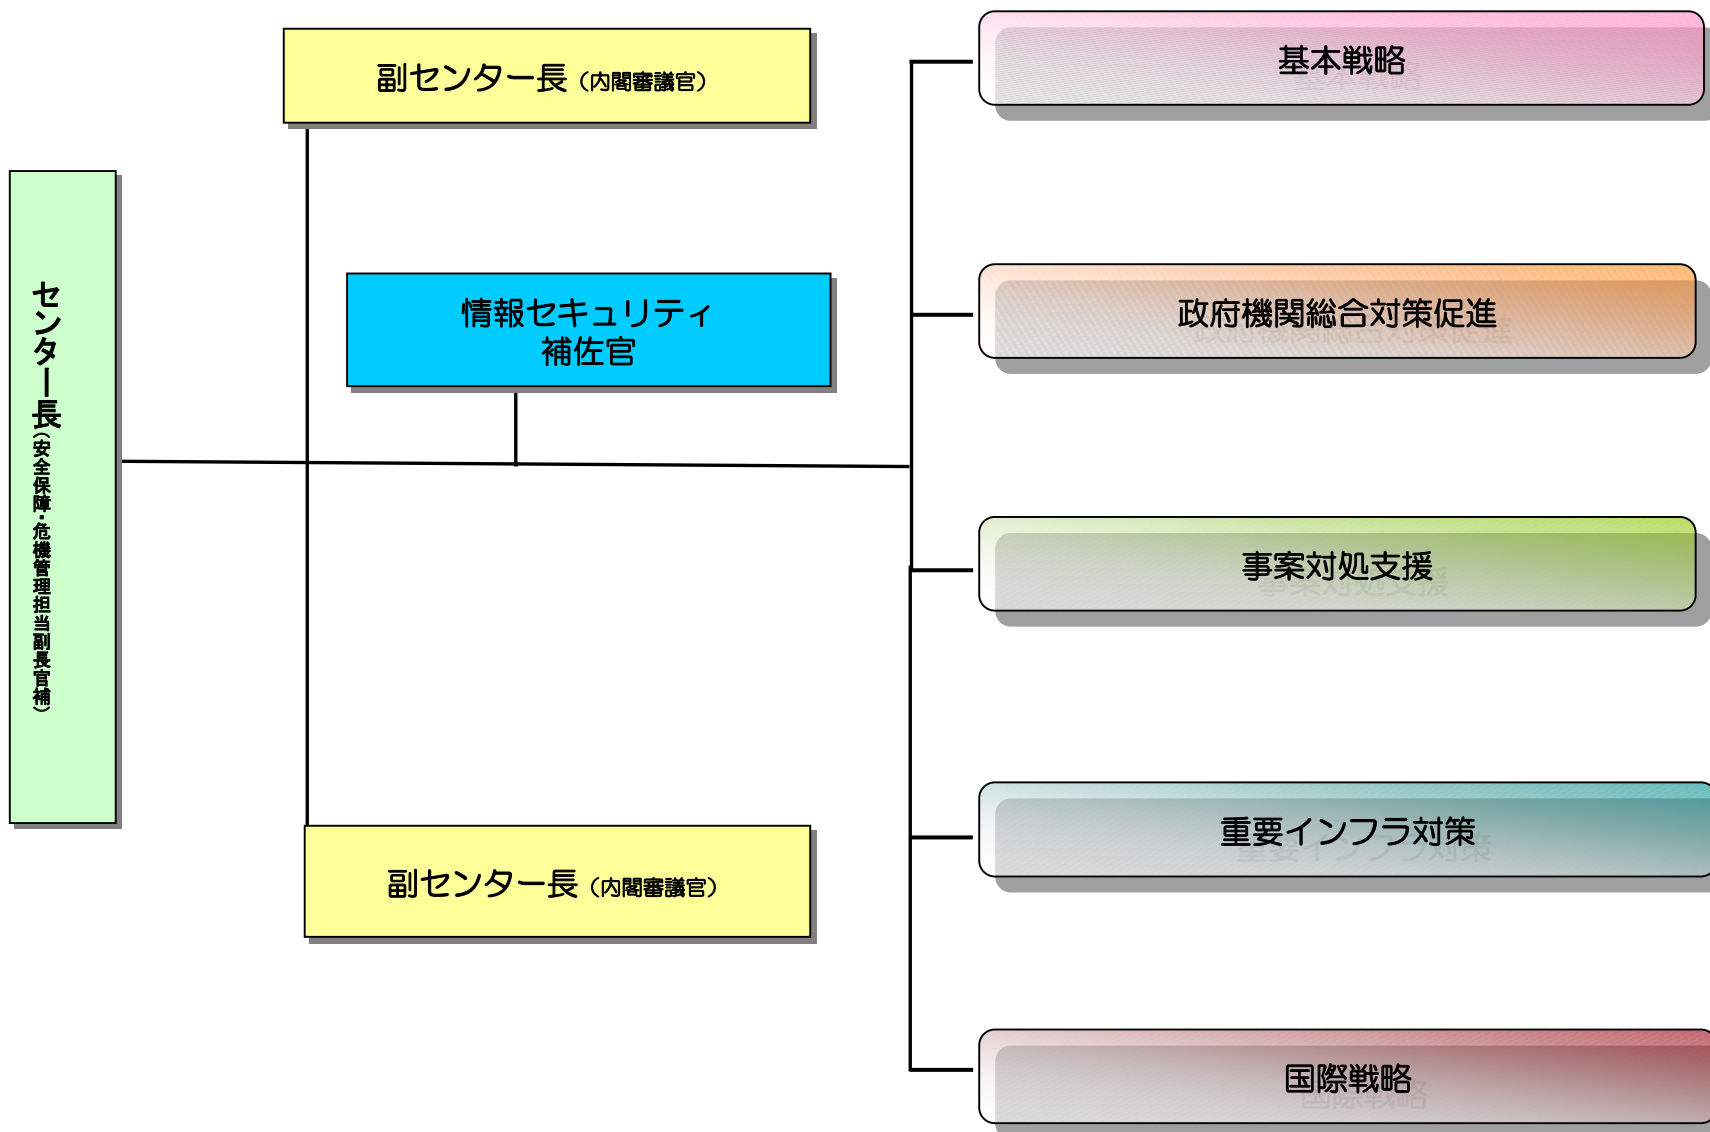 センター長（安全保障・危機管理担当副長官補）
副センター長（内閣審議官）
情報セキュリティ
補佐官
副センター長（内閣審議官）
基本戦略
政府機関総合対策促進
事案対処支援
重要インフラ対策
国際戦略